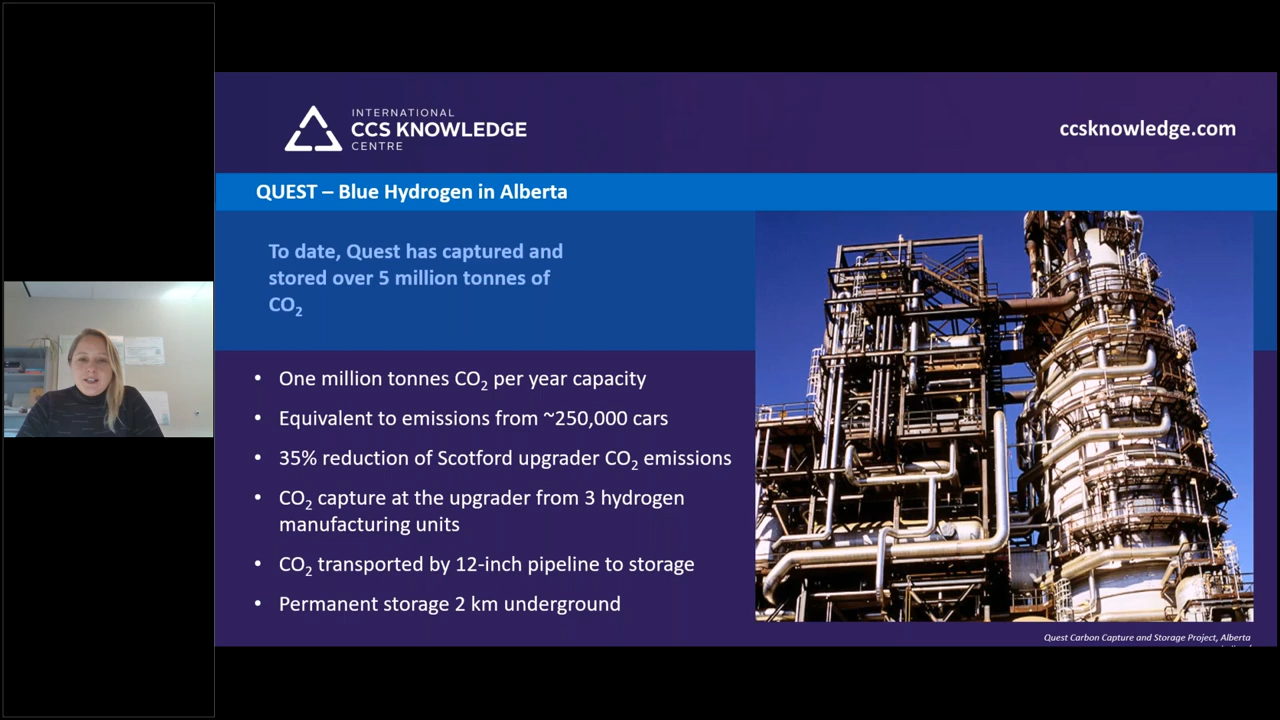 INTERNATIONAL
CCS KNOWLEDGE
CENTRE
ccsknowledge.com
QUEST – Blue Hydrogen in Alberta
To date, Quest has captured and
stored over 5 million tonnes of
CO₂
• One million tonnes CO₂ per year capacity
• Equivalent to emissions from ~250,000 cars
• 35% reduction of Scotford upgrader CO₂ emissions
• CO₂ capture at the upgrader from 3 hydrogen
manufacturing units
• CO₂ transported by 12-inch pipeline to storage
• Permanent storage 2 km underground
Quest Carbon Capture and Storage Project, Alberta